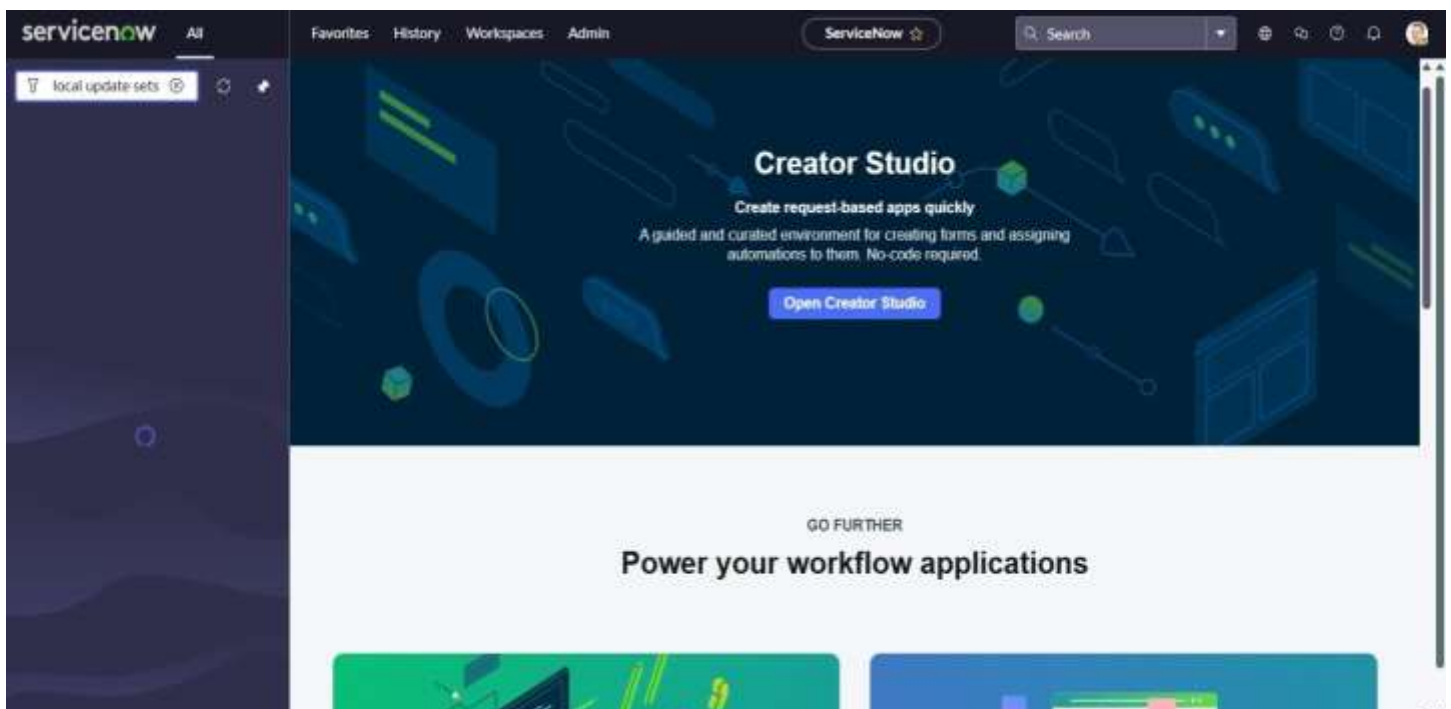 servicenow All Favorites History Workspaces Admin ServiceNow Search
local update sets
Creator Studio
Create request-based apps quickly
A guided and curated environment for creating forms and assigning
automations to them. No-code required.
Open Creator Studio
GO FURTHER
Power your workflow applications